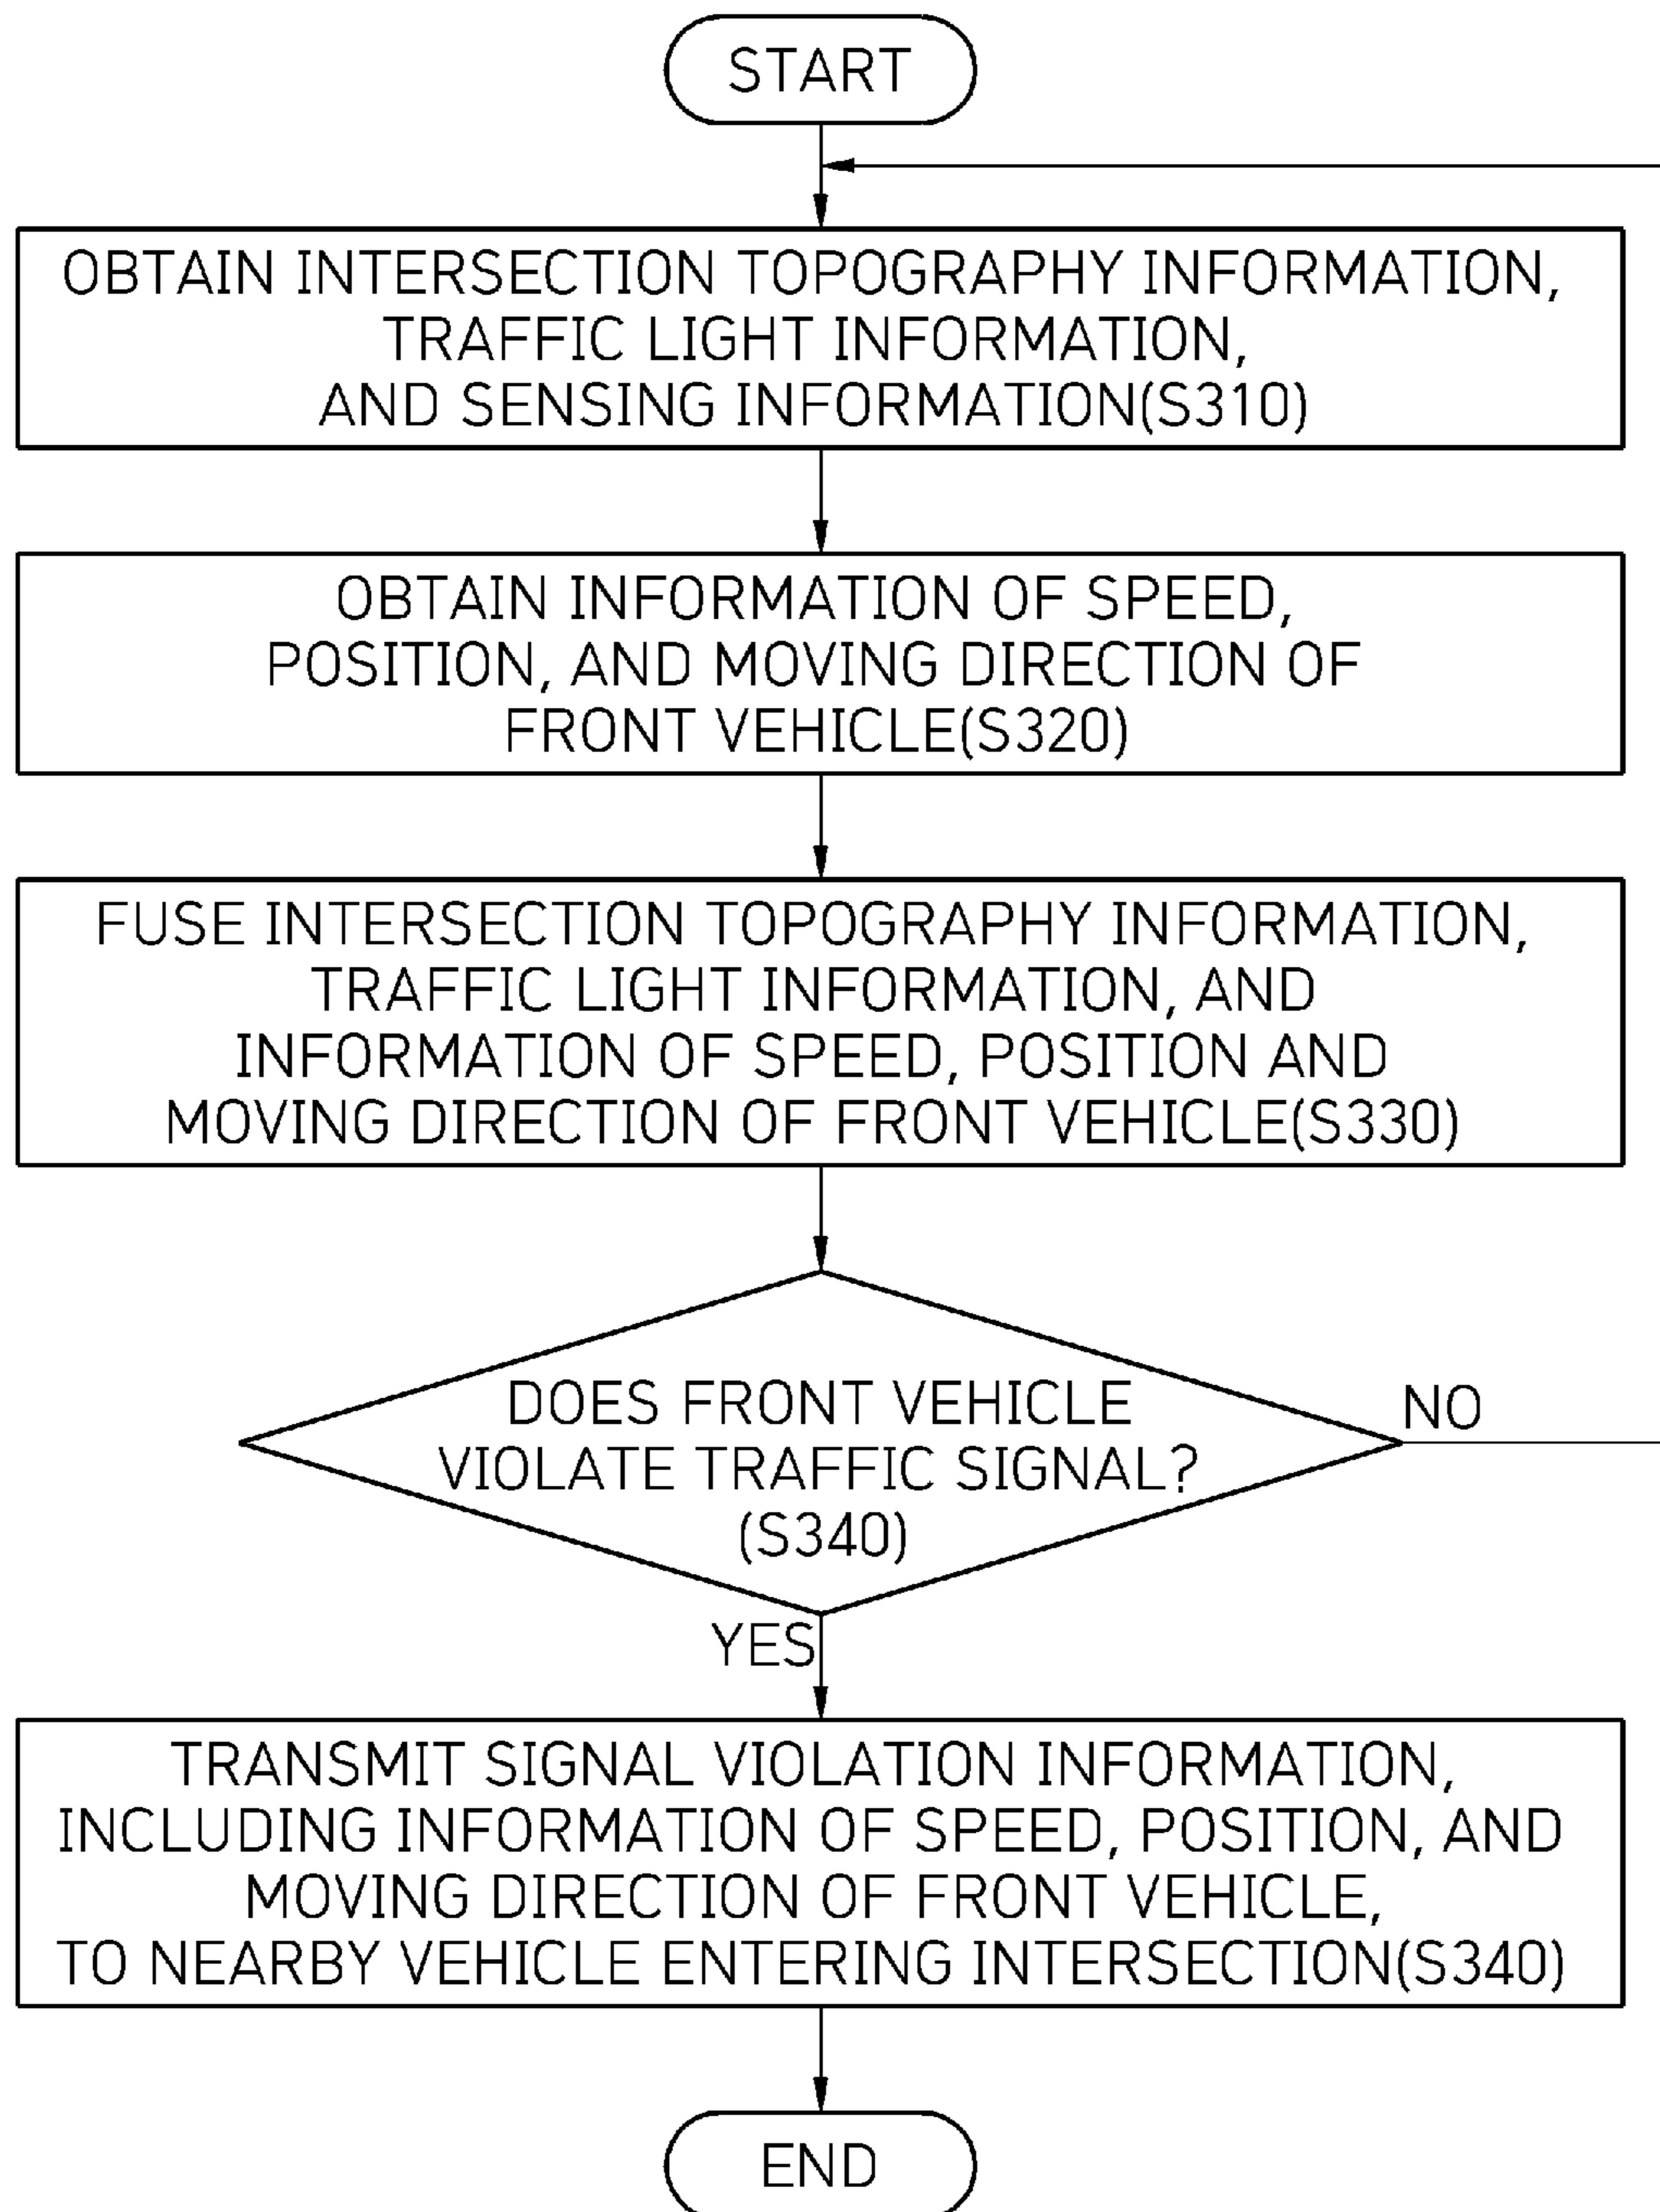 START
OBTAIN INTERSECTION TOPOGRAPHY INFORMATION,
TRAFFIC LIGHT INFORMATION,
AND SENSING INFORMATION(S310)
OBTAIN INFORMATION OF SPEED,
POSITION, AND MOVING DIRECTION OF
FRONT VEHICLE(S320)
FUSE INTERSECTION TOPOGRAPHY INFORMATION,
TRAFFIC LIGHT INFORMATION, AND
INFORMATION OF SPEED, POSITION AND
MOVING DIRECTION OF FRONT VEHICLE(S330)
DOES FRONT VEHICLE
VIOLATE TRAFFIC SIGNAL?
(S340)
NO
YES
TRANSMIT SIGNAL VIOLATION INFORMATION,
INCLUDING INFORMATION OF SPEED, POSITION, AND
MOVING DIRECTION OF FRONT VEHICLE,
TO NEARBY VEHICLE ENTERING INTERSECTION(S340)
END